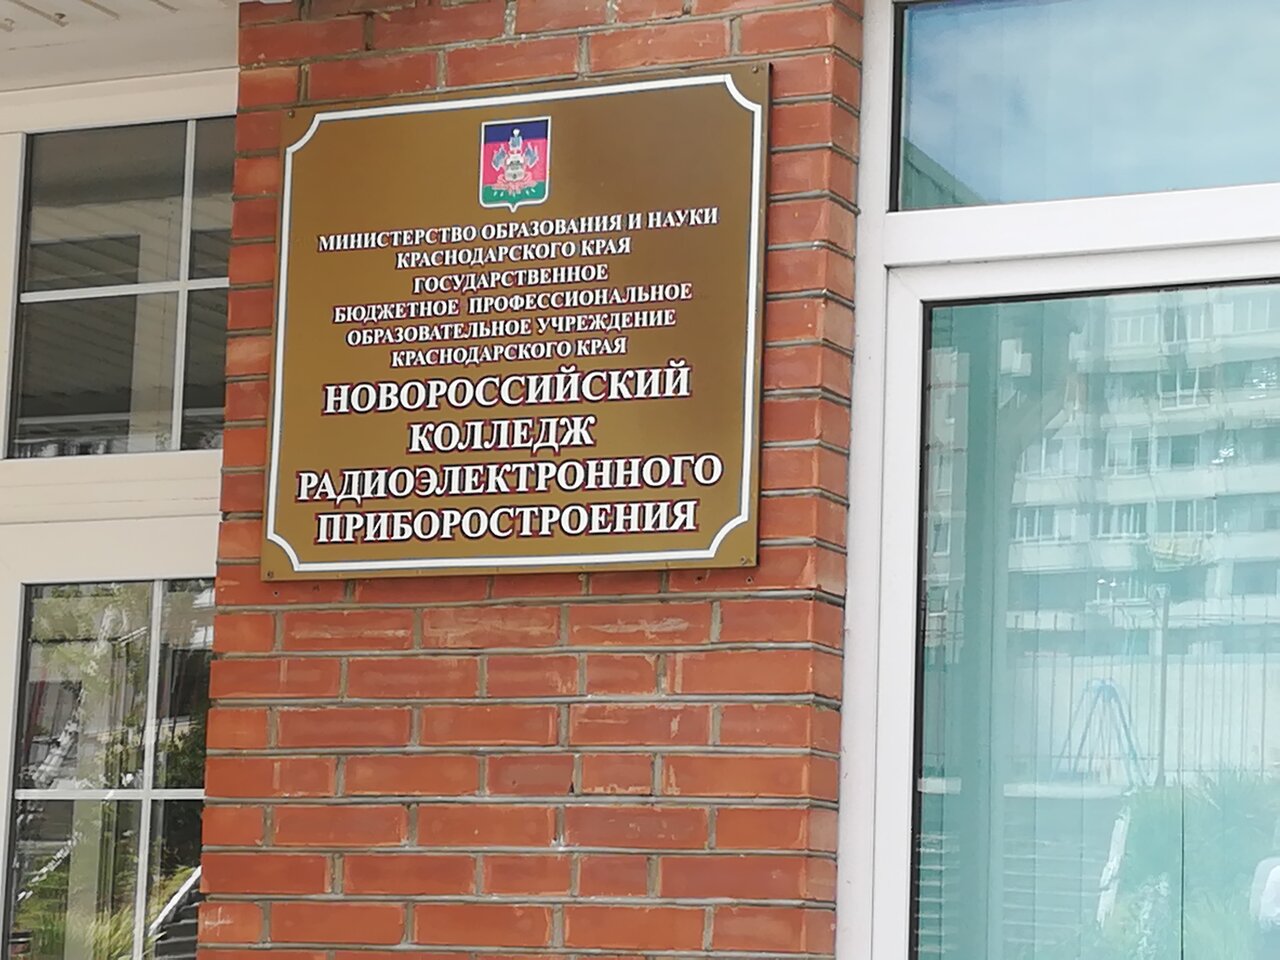 МИНИСТЕРСТВО ОБРАЗОВАНИЯ И НАУКИ
КРАСНОДАРСКОГО КРАЯ
ГОСУДАРСТВЕННОЕ
БЮДЖЕТНОЕ ПРОФЕССИОНАЛЬНОЕ
ОБРАЗОВАТЕЛЬНОЕ УЧРЕЖДЕНИЕ
КРАСНОДАРСКОГО КРАЯ
НОВОРОССИЙСКИЙ
КОЛЛЕДЖ
РАДИОЭЛЕКТРОННОГО
ПРИБОРОСТРОЕНИЯ